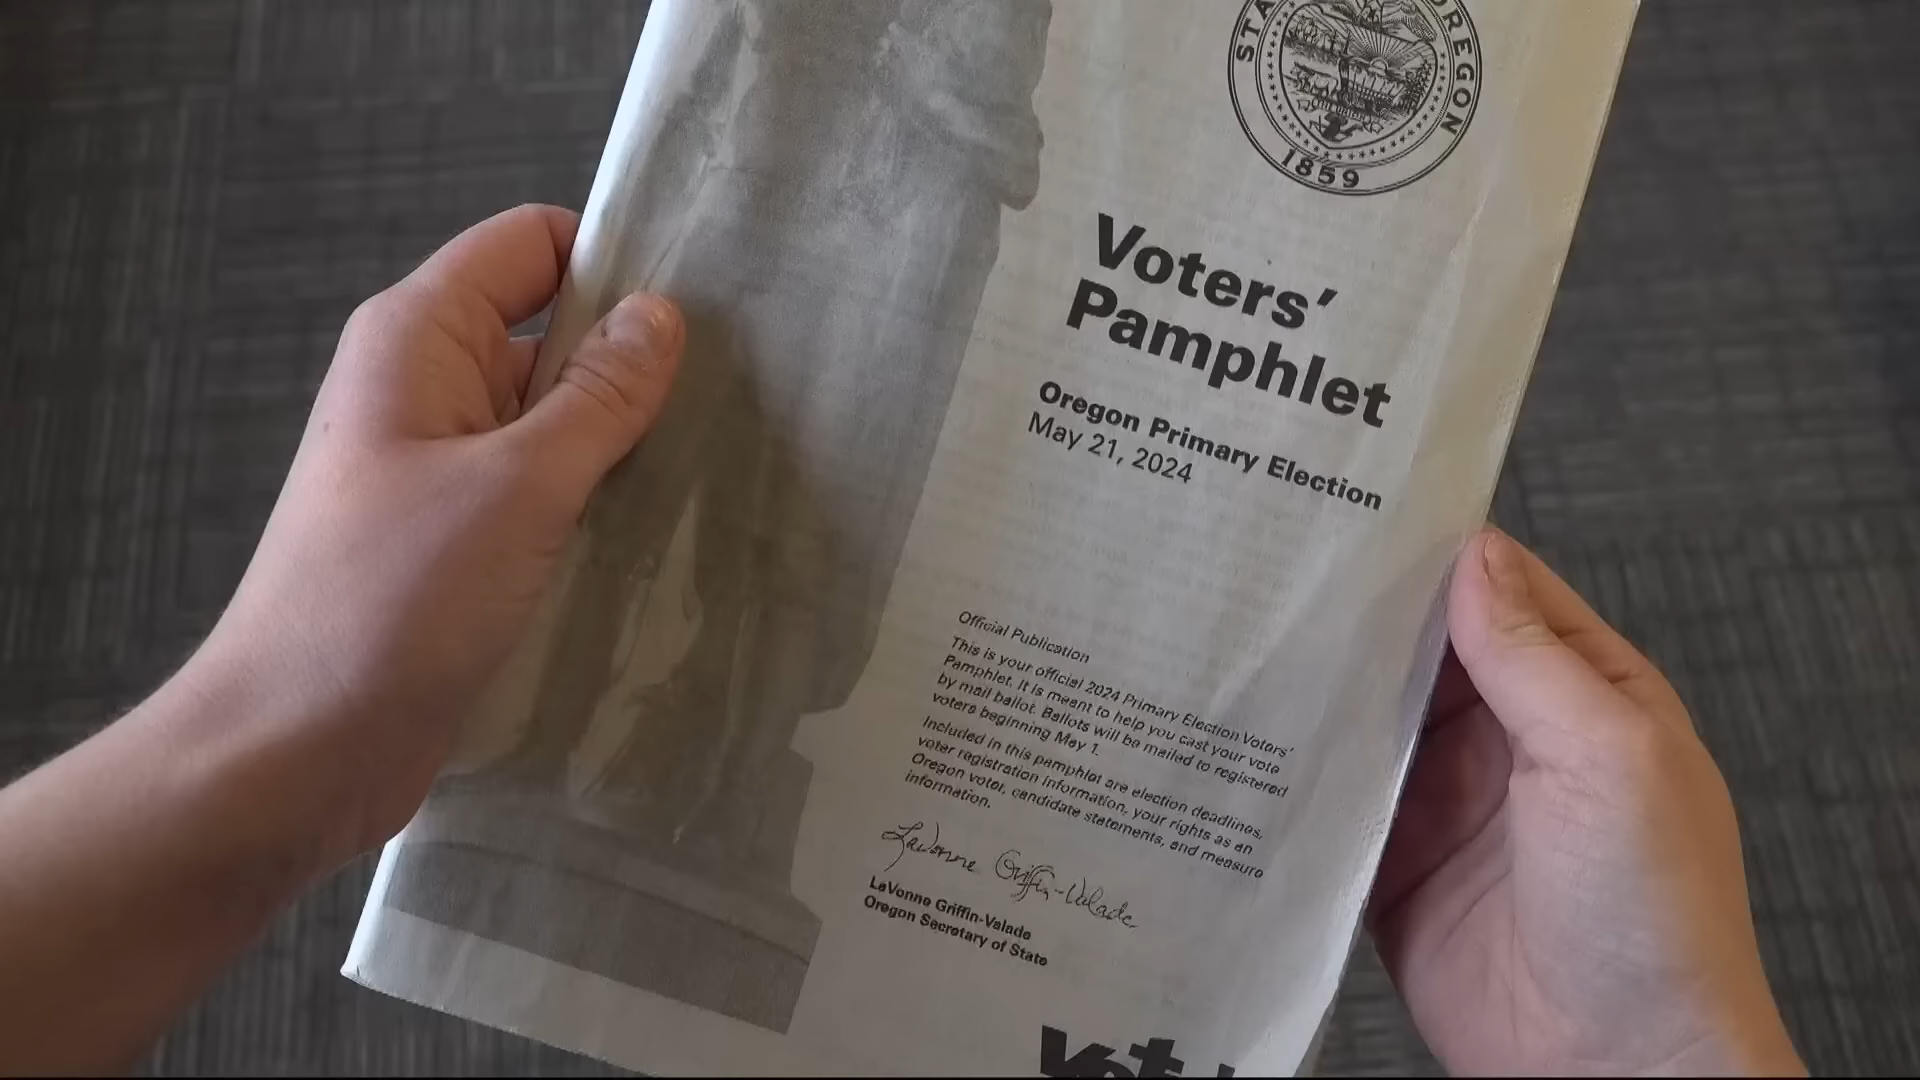 STA OREGON
1859
Voters'
Pamphlet
Oregon Primary Election
May 21, 2024
Official Publication
This is your official 2024 Primary Election Voters'
Pamphlet. It is meant to help you cast your vote
by mail ballot. Ballots will be mailed to registered
voters beginning May 1.
Included in this pamphlet are election deadlines,
voter registration information, your rights as an
Oregon voter, candidate statements, and measure
information.
LaVonne Griffin-Valade
LaVonne Griffin-Valade
Oregon Secretary of State